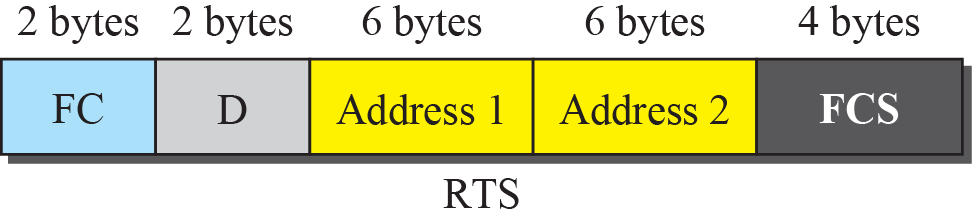 2 bytes 2 bytes 6 bytes 6 bytes 4 bytes
FC D Address 1 Address 2 FCS
RTS